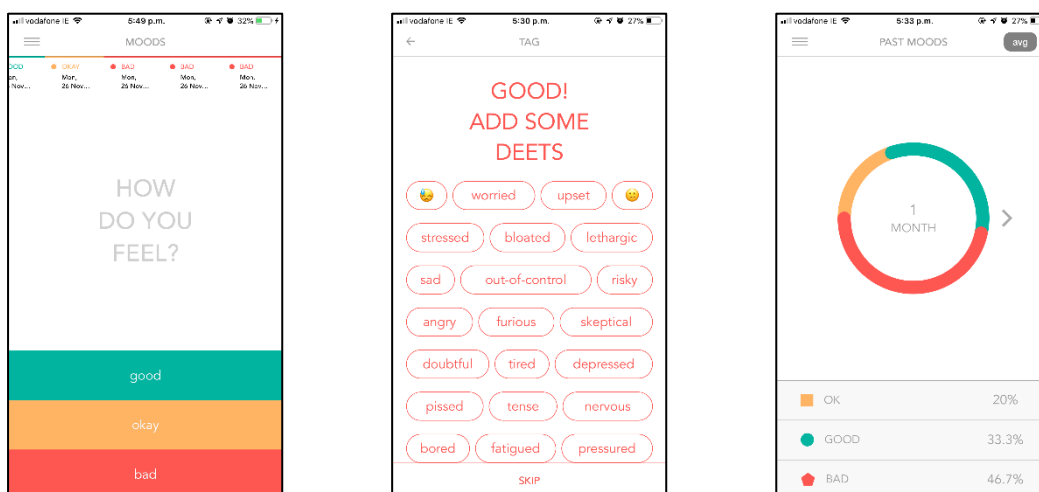 vodafone IE 5:49 p.m. 32%
MOODS
OKAY BAD BAD BAD
Mon, Mon, Mon, Mon,
26 Nov... 26 Nov... 26 Nov... 26 Nov...
HOW
DO YOU
FEEL?
good
okay
bad
vodafone IE 5:30 p.m. 27%
TAG
GOOD!
ADD SOME
DEETS
worried upset
stressed bloated lethargic
sad out-of-control risky
angry furious skeptical
doubtful tired depressed
pissed tense nervous
bored fatigued pressured
SKIP
vodafone IE 5:33 p.m. 27%
PAST MOODS avg
1
MONTH
OK 20%
GOOD 33.3%
BAD 46.7%